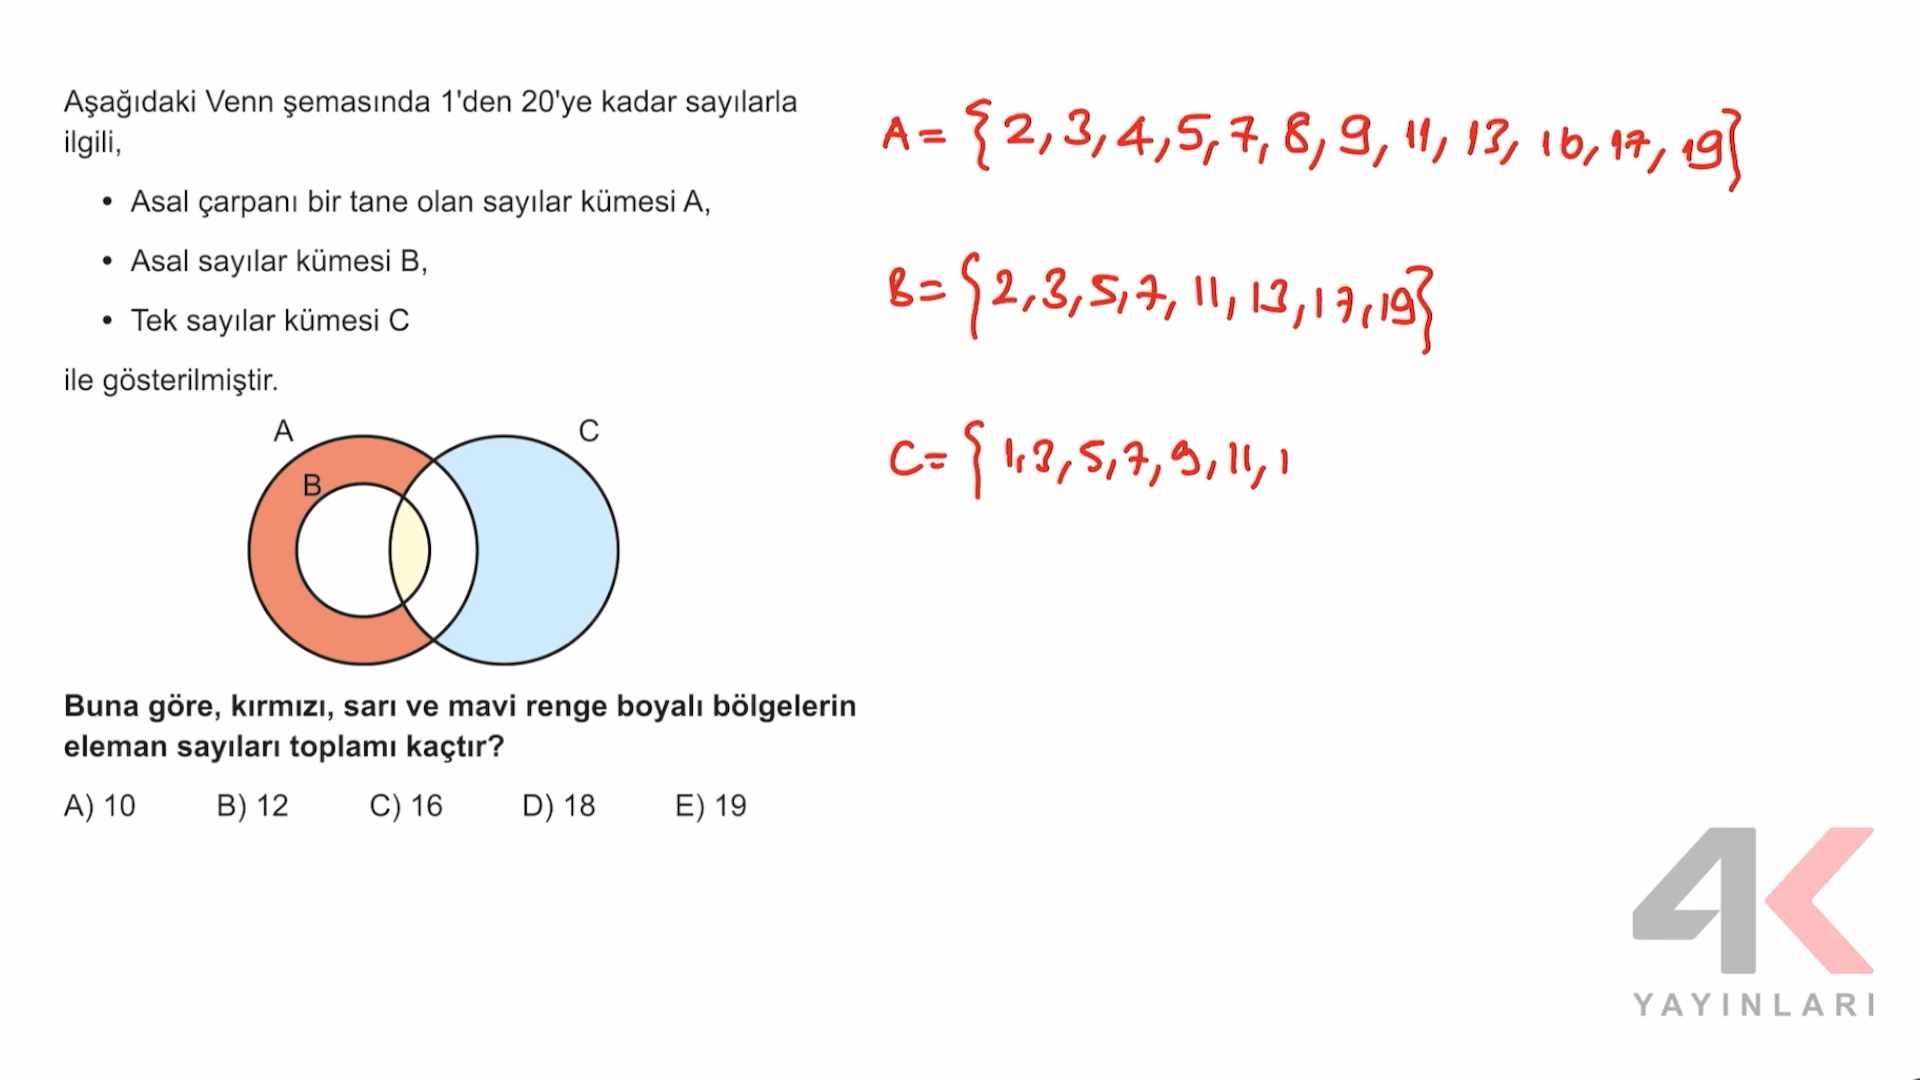 Aşağıdaki Venn şemasında 1'den 20'ye kadar sayılarla
ilgili,
• Asal çarpanı bir tane olan sayılar kümesi A,
• Asal sayılar kümesi B,
• Tek sayılar kümesi C
ile gösterilmiştir.
A
C
B
Buna göre, kırmızı, sarı ve mavi renge boyalı bölgelerin
eleman sayıları toplamı kaçtır?
A) 10 B) 12 C) 16 D) 18 E) 19
A = {2, 3, 4, 5, 7, 8, 9, 11, 13, 16, 17, 19}
B = {2, 3, 5, 7, 11, 13, 17, 19}
C = { 1, 3, 5, 7, 9, 11, 1
4K
YAYINLARI